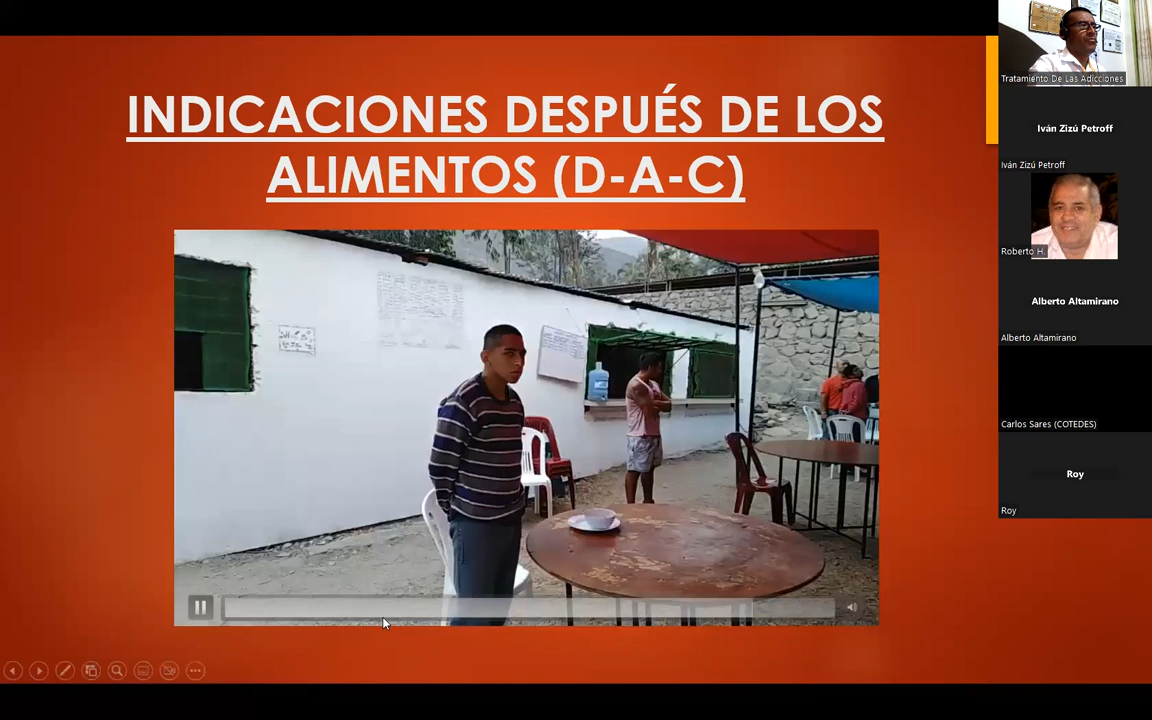 INDICACIONES DESPUÉS DE LOS
ALIMENTOS (D-A-C)
Tratamiento De Las Adicciones
Iván Zizú Petroff
Iván Zizú Petroff
Roberto H.
Alberto Altamirano
Alberto Altamirano
Carlos Sares (COTEDES)
Roy
Roy